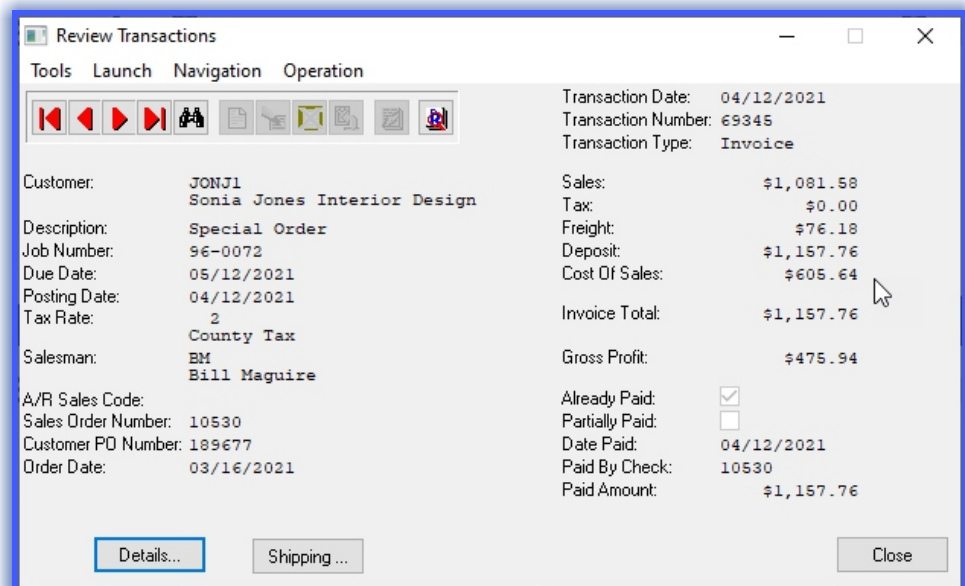 Review Transactions
Tools Launch Navigation Operation
Transaction Date: 04/12/2021
Transaction Number: 69345
Transaction Type: Invoice
Customer: JONJ1
Sonia Jones Interior Design
Description: Special Order
Job Number: 96-0072
Due Date: 05/12/2021
Posting Date: 04/12/2021
Tax Rate: 2
County Tax
Salesman: BM
Bill Maguire
A/R Sales Code:
Sales Order Number: 10530
Customer PO Number: 189677
Order Date: 03/16/2021
Sales: $1,081.58
Tax: $0.00
Freight: $76.18
Deposit: $1,157.76
Cost Of Sales: $605.64
Invoice Total: $1,157.76
Gross Profit: $475.94
Already Paid:
Partially Paid:
Date Paid: 04/12/2021
Paid By Check: 10530
Paid Amount: $1,157.76
Details... Shipping ... Close